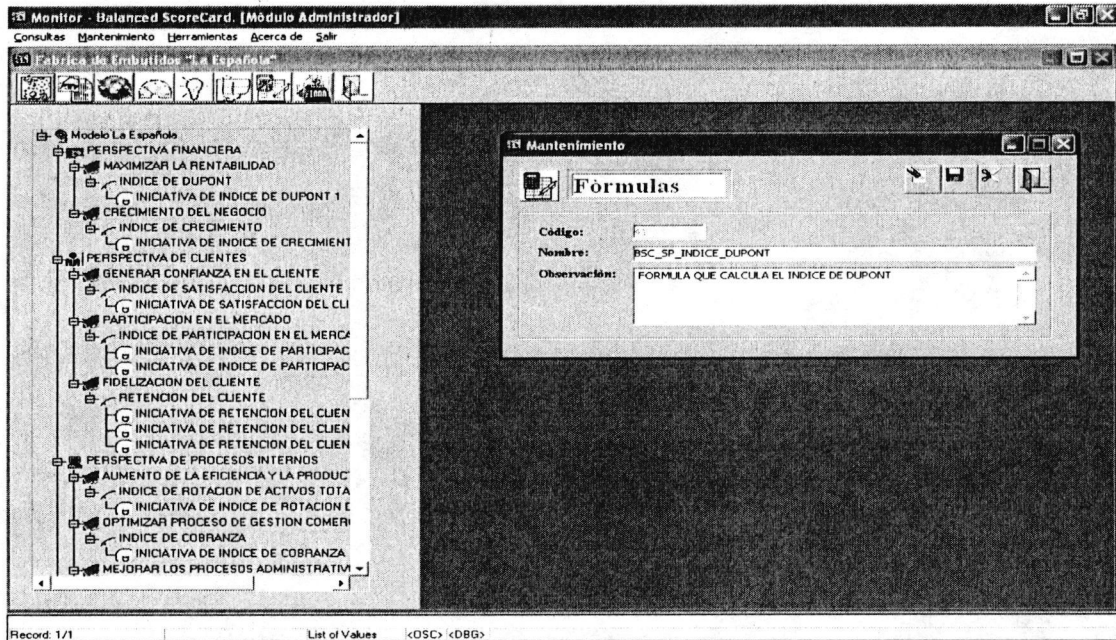 Monitor - Balanced ScoreCard. [Mòdulo Administrador]
Consultas Mantenimiento Herramientas Acerca de Salir
Fabrica de Embutidos "La Española"
Modelo La Española
PERSPECTIVA FINANCIERA
MAXIMIZAR LA RENTABILIDAD
INDICE DE DUPONT
INICIATIVA DE INDICE DE DUPONT 1
CRECIMIENTO DEL NEGOCIO
INDICE DE CRECIMIENTO
INICIATIVA DE INDICE DE CRECIMIENT
PERSPECTIVA DE CLIENTES
GENERAR CONFIANZA EN EL CLIENTE
INDICE DE SATISFACCION DEL CLIENTE
INICIATIVA DE SATISFACCION DEL CLI
PARTICIPACION EN EL MERCADO
INDICE DE PARTICIPACION EN EL MERCA
INICIATIVA DE INDICE DE PARTICIPAC
INICIATIVA DE INDICE DE PARTICIPAC
FIDELIZACION DEL CLIENTE
RETENCION DEL CLIENTE
INICIATIVA DE RETENCION DEL CLIEN
INICIATIVA DE RETENCION DEL CLIEN
INICIATIVA DE RETENCION DEL CLIEN
PERSPECTIVA DE PROCESOS INTERNOS
AUMENTO DE LA EFICIENCIA Y LA PRODUC
INDICE DE ROTACION DE ACTIVOS TOTA
INICIATIVA DE INDICE DE ROTACION D
OPTIMIZAR PROCESO DE GESTION COMER
INDICE DE COBRANZA
INICIATIVA DE INDICE DE COBRANZA
MEJORAR LOS PROCESOS ADMINISTRATIV
Mantenimiento
Fòrmulas
Còdigo:
Nombre: BSC_SP_INDICE_DUPONT
Observaciòn: FORMULA QUE CALCULA EL INDICE DE DUPONT
Record: 1/1 List of Values <OSC> <DBG>